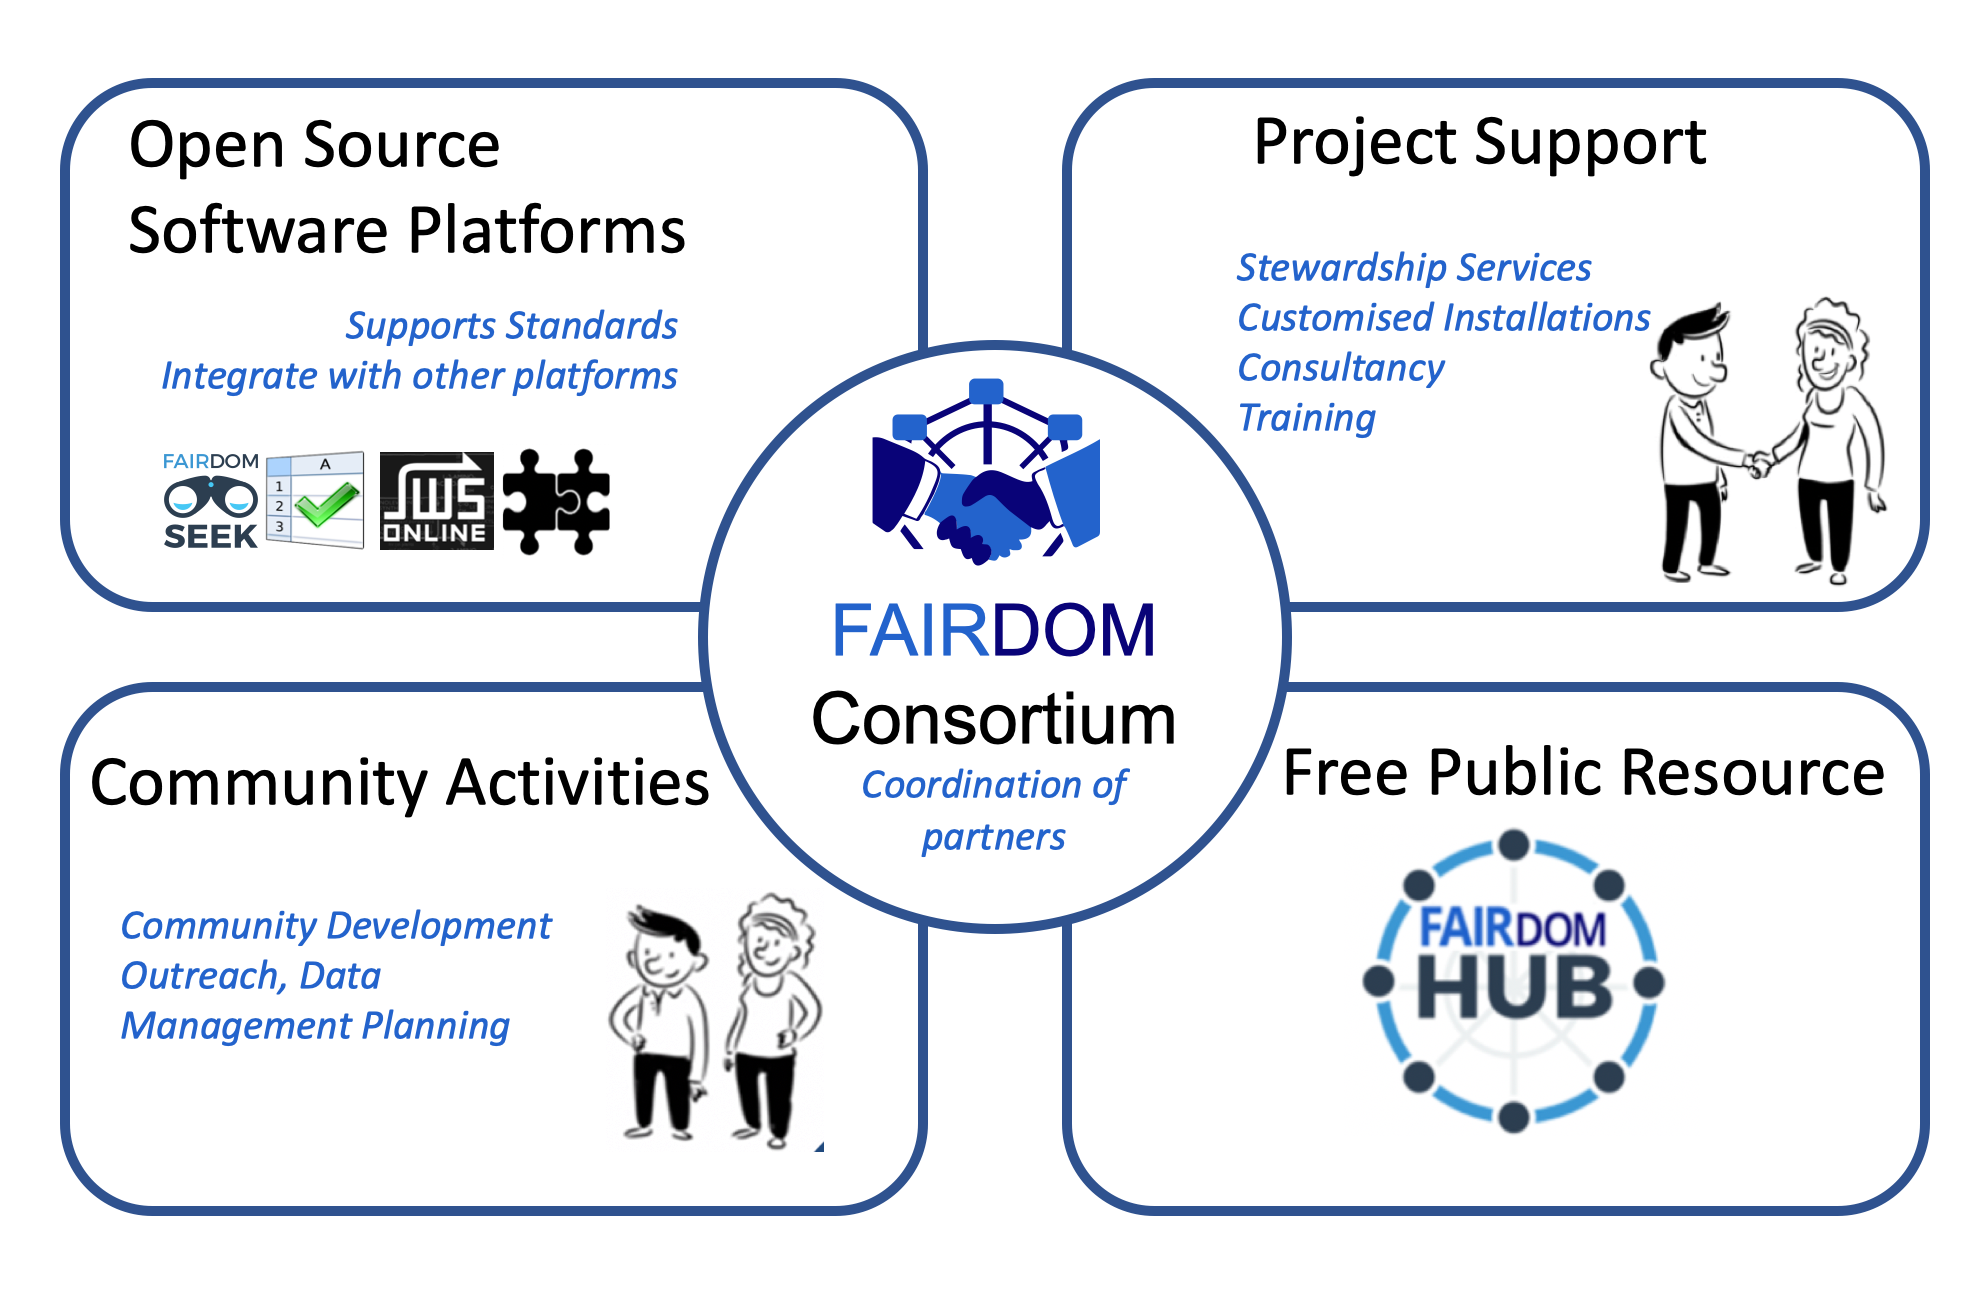 Open Source
Software Platforms
Supports Standards
Integrate with other platforms
FAIRDOM
SEEK
A
1
2
3
JWS
ONLINE
Project Support
Stewardship Services
Customised Installations
Consultancy
Training
FAIRDOM
Consortium
Coordination of
partners
Community Activities
Community Development
Outreach, Data
Management Planning
Free Public Resource
FAIRDOM
HUB